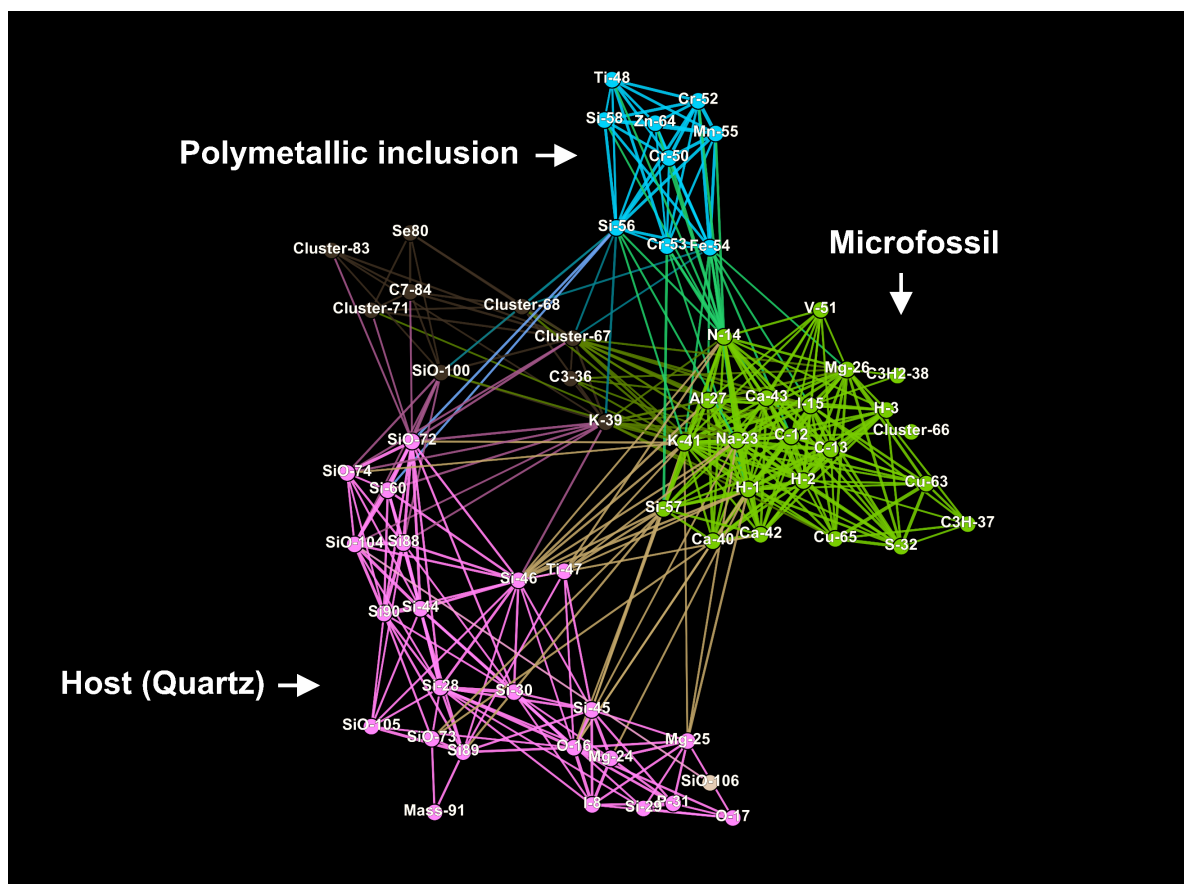 Ti-48
Cr-52
Si-58
Zn-64
Mn-55
Polymetallic inclusion
Cr-50
Si-56
Se80
Cr-53
Fe-54
Microfossil
Cluster-83
C7-84
Cluster-71
Cluster-68
V-51
Cluster-67
N-14
SiO-100
C3-36
Mg-26
C3H2-38
Al-27
Ca-43
I-15
H-3
K-39
Cluster-66
SiO-72
K-41
Na-23
C-12
C-13
SiO-74
Si-60
H-1
H-2
Cu-63
Si-57
C3H-37
SiO-104
Si88
Ca-40
Ca-42
Cu-65
S-32
Si-46
Ti-47
Si90
Si-44
Host (Quartz)
Si-28
Si-30
Si-45
SiO-105
SiO-73
Si89
O-16
Mg-24
Mg-25
SiO-106
Mass-91
I-8
Si-29
P-31
O-17